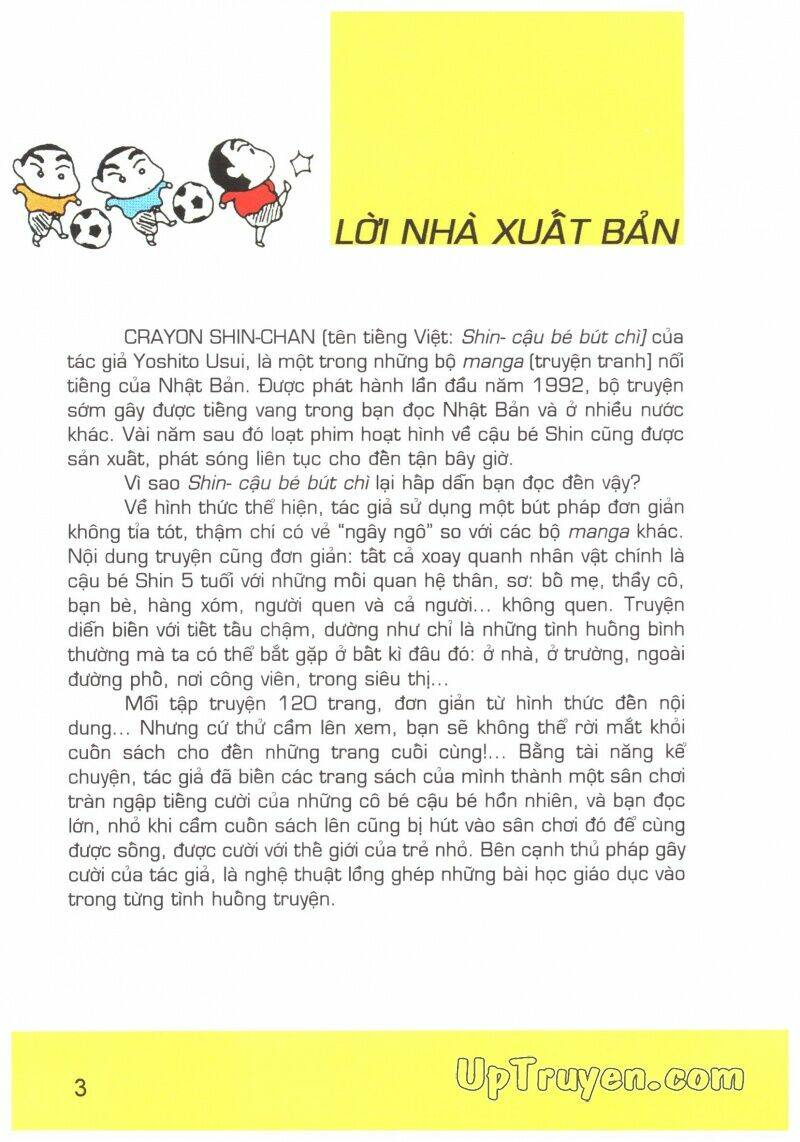 LỜI NHÀ XUẤT BẢN
CRAYON SHIN-CHAN (tên tiếng Việt: Shin- cậu bé bút chì) của
tác giả Yoshito Usui, là một trong những bộ manga (truyện tranh) nổi
tiếng của Nhật Bản. Được phát hành lần đầu năm 1992, bộ truyện
sớm gây được tiếng vang trong bạn đọc Nhật Bản và ở nhiều nước
khác. Vài năm sau đó loạt phim hoạt hình về cậu bé Shin cũng được
sản xuất, phát sóng liên tục cho đến tận bây giờ.
Vì sao Shin- cậu bé bút chì lại hấp dẫn bạn đọc đến vậy?
Về hình thức thể hiện, tác giả sử dụng một bút pháp đơn giản
không tỉa tót, thậm chí có vẻ “ngây ngô” so với các bộ manga khác.
Nội dung truyện cũng đơn giản: tất cả xoay quanh nhân vật chính là
cậu bé Shin 5 tuổi với những mối quan hệ thân, sơ: bố mẹ, thầy cô,
bạn bè, hàng xóm, người quen và cả người... không quen. Truyện
diễn biến với tiết tấu chậm, dường như chỉ là những tình huống bình
thường mà ta có thể bắt gặp ở bất kì đâu đó: ở nhà, ở trường, ngoài
đường phố, nơi công viên, trong siêu thị...
Mỗi tập truyện 120 trang, đơn giản từ hình thức đến nội
dung... Nhưng cứ thử cầm lên xem, bạn sẽ không thể rời mắt khỏi
cuốn sách cho đến những trang cuối cùng!... Bằng tài năng kể
chuyện, tác giả đã biến các trang sách của mình thành một sân chơi
tràn ngập tiếng cười của những cô bé cậu bé hồn nhiên, và bạn đọc
lớn, nhỏ khi cầm cuốn sách lên cũng bị hút vào sân chơi đó để cùng
được sống, được cười với thế giới của trẻ nhỏ. Bên cạnh thủ pháp gây
cười của tác giả, là nghệ thuật lồng ghép những bài học giáo dục vào
trong từng tình huống truyện.
3
UpTruyen.com